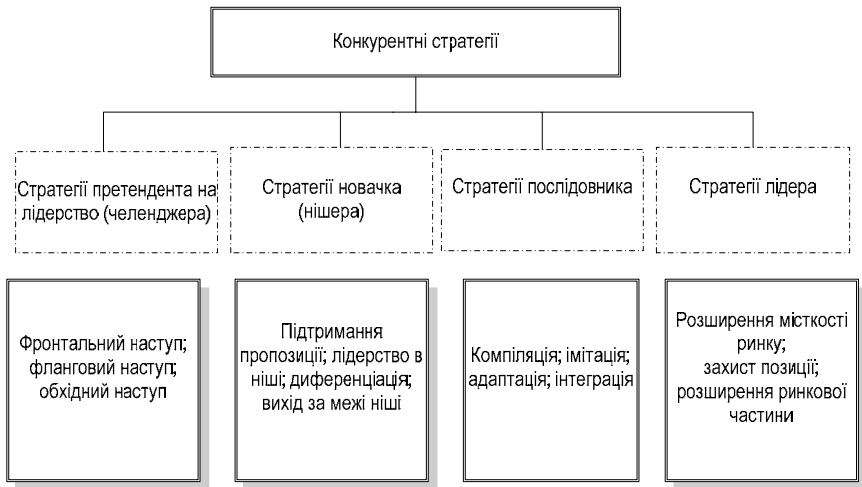 Конкурентні стратегії
Стратегії претендента на
лідерство (челенджера)
Стратегії новачка
(нішера)
Стратегії послідовника
Стратегії лідера
Фронтальний наступ;
фланговий наступ;
обхідний наступ
Підтримання
пропозиції; лідерство в
ніші; диференціація;
вихід за межі ніші
Компіляція; імітація;
адаптація; інтеграція
Розширення місткості
ринку;
захист позиції;
розширення ринкової
частини